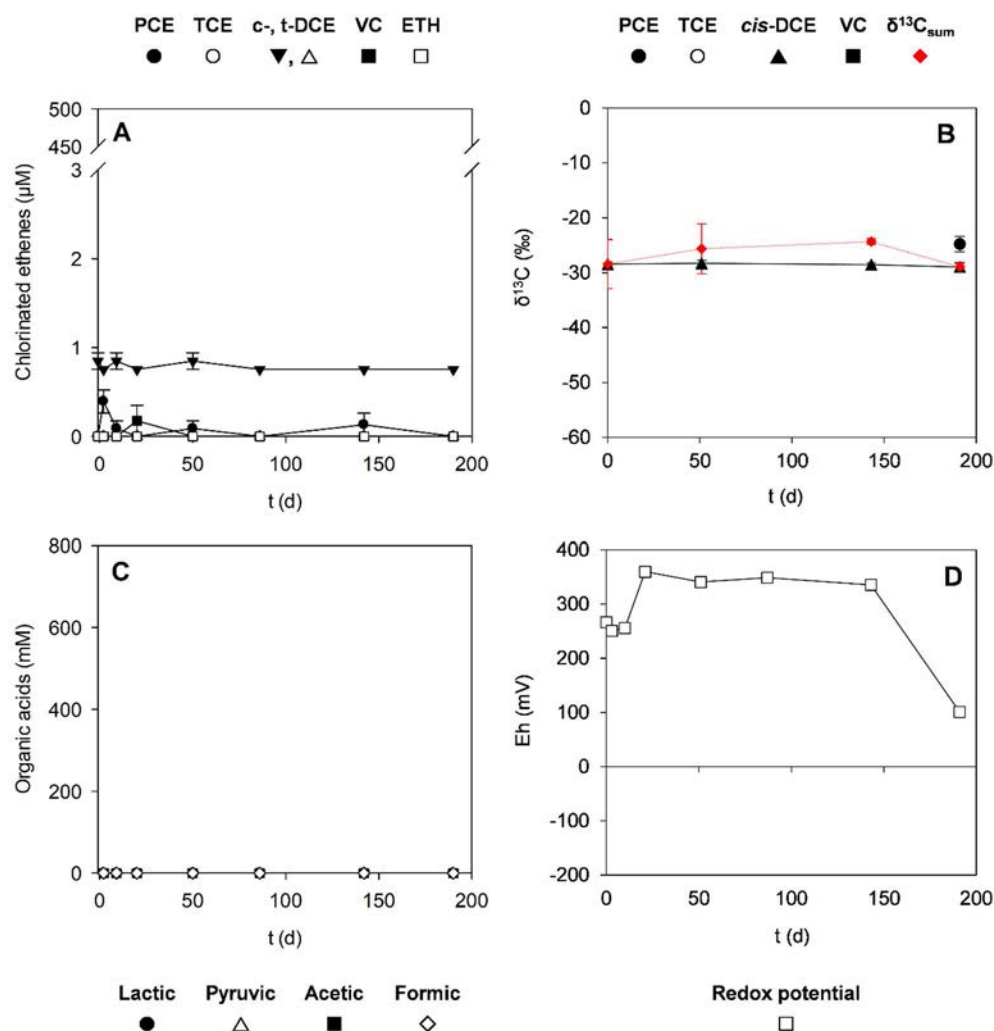 PCE TCE c-, t-DCE VC ETH
,
PCE TCE cis-DCE VC δ¹³Csum
A
Chlorinated ethenes (µM)
500
450
3
2
1
0
0 50 100 150 200
t (d)
B
δ¹³C (‰)
0
-10
-20
-30
-40
-50
-60
0 50 100 150 200
t (d)
C
Organic acids (mM)
800
600
400
200
0
0 50 100 150 200
t (d)
D
Eh (mV)
400
300
200
100
0
-100
-200
0 50 100 150 200
t (d)
Lactic Pyruvic Acetic Formic
Redox potential